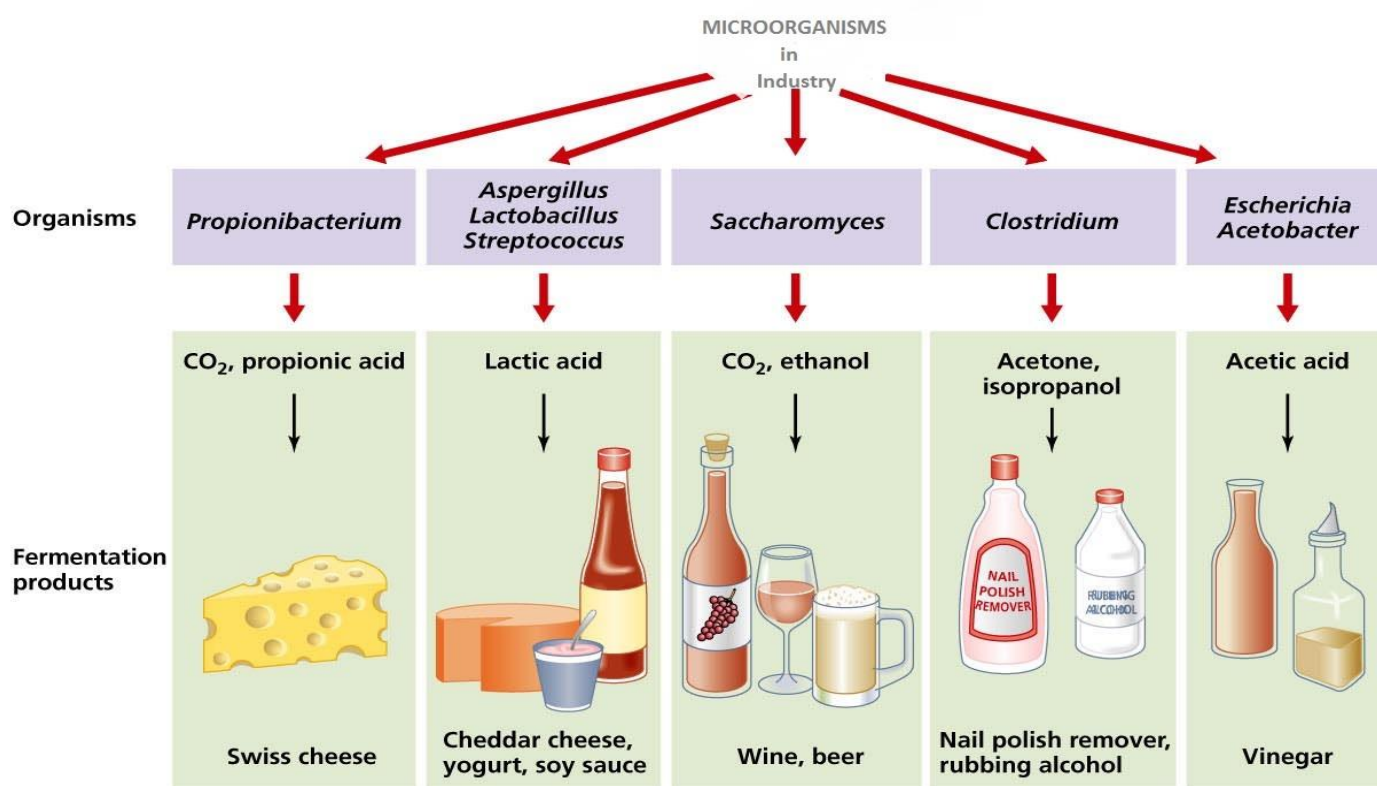 MICROORGANISMS
in
Industry
Organisms
Propionibacterium
Aspergillus
Lactobacillus
Streptococcus
Saccharomyces
Clostridium
Escherichia
Acetobacter
Fermentation
products
CO₂, propionic acid
Lactic acid
CO₂, ethanol
Acetone,
isopropanol
Acetic acid
NAIL
POLISH
REMOVER
RUBBING
ALCOHOL
Swiss cheese
Cheddar cheese,
yogurt, soy sauce
Wine, beer
Nail polish remover,
rubbing alcohol
Vinegar